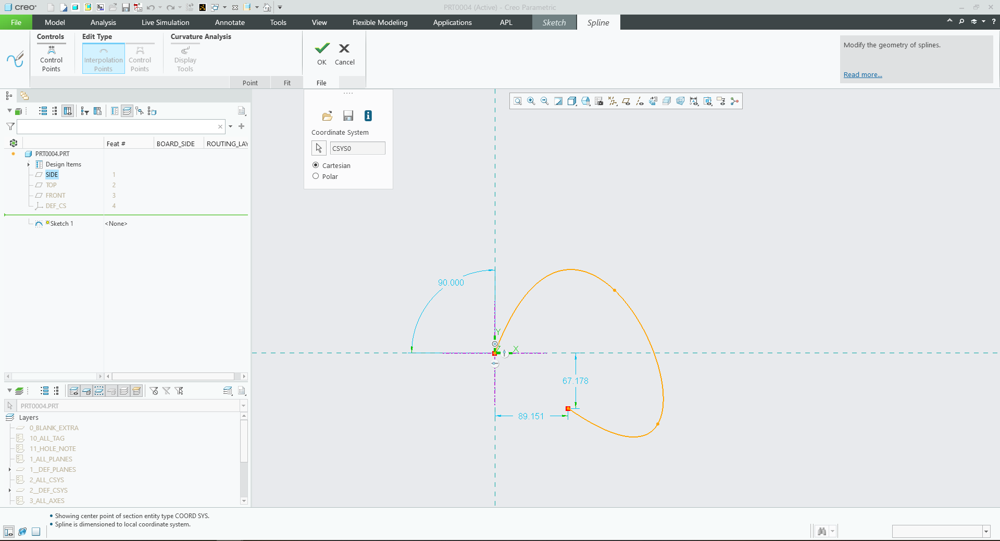 creo
PRT0004 (Active) - Creo Parametric
File Model Analysis Live Simulation Annotate Tools View Flexible Modeling Applications APL Sketch Spline
Controls
Control Points
Edit Type
Interpolation Points
Control Points
Curvature Analysis
Display Tools
OK
Cancel
Point Fit File
Modify the geometry of splines.
Read more...
Coordinate System
CSYS0
Cartesian
Polar
Feat # BOARD_SIDE ROUTING_LAY
PRT0004.PRT
Design Items
SIDE 1
TOP 2
FRONT 3
DEF_CS 4
Sketch 1 <None>
90.000
Y
X
67.178
89.151
PRT0004.PRT
Layers
0_BLANK_EXTRA
10_ALL_TAG
11_HOLE_NOTE
1_ALL_PLANES
1__DEF_PLANES
2_ALL_CSYS
2__DEF_CSYS
3_ALL_AXES
• Showing center point of section entity type COORD SYS.
• Spline is dimensioned to local coordinate system.